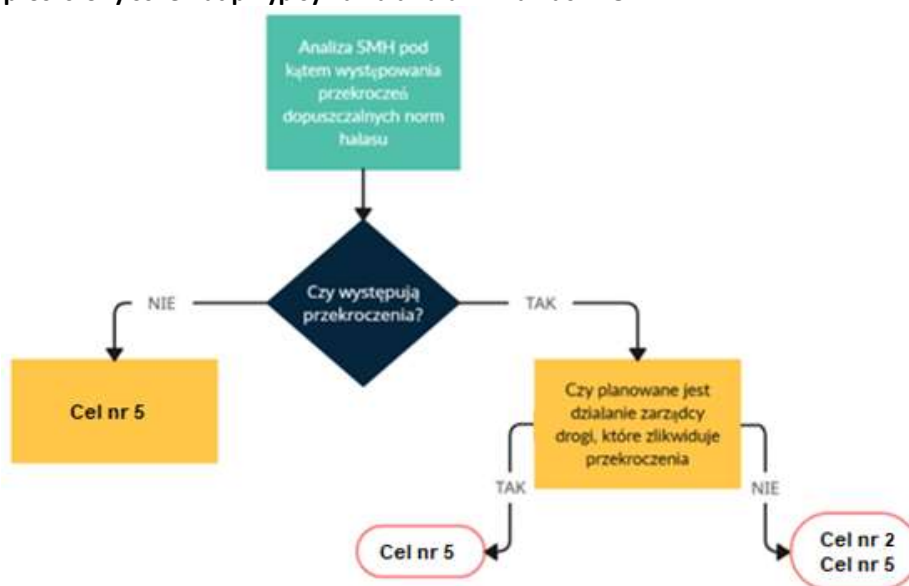 Analiza SMH pod
kątem występowania
przekroczeń
dopuszczalnych norm
hałasu
Czy występują
przekroczenia?
NIE
TAK
Cel nr 5
Czy planowane jest
działanie zarządcy
drogi, które zlikwiduje
przekroczenia
TAK
NIE
Cel nr 5
Cel nr 2
Cel nr 5